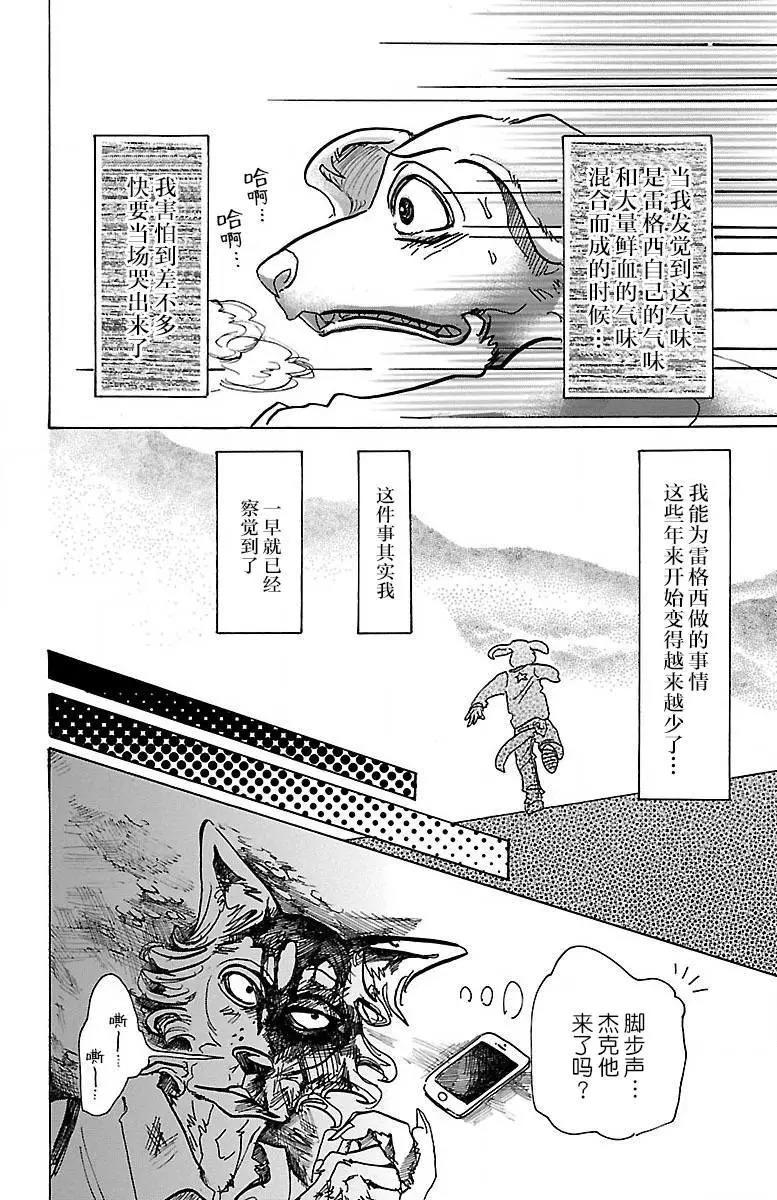 当我发觉到这气味
是雷格西自己的气味
和大量鲜血的气味…
混合而成的时候…
哈啊…
哈啊…
我害怕到差不多
快要当场哭出来了
我能为雷格西做的事情
这些年来开始变得越来越少了…
这件事其实我
一早就已经
察觉到了
脚步声…
杰克他
来了吗?
嘶—
嘶—